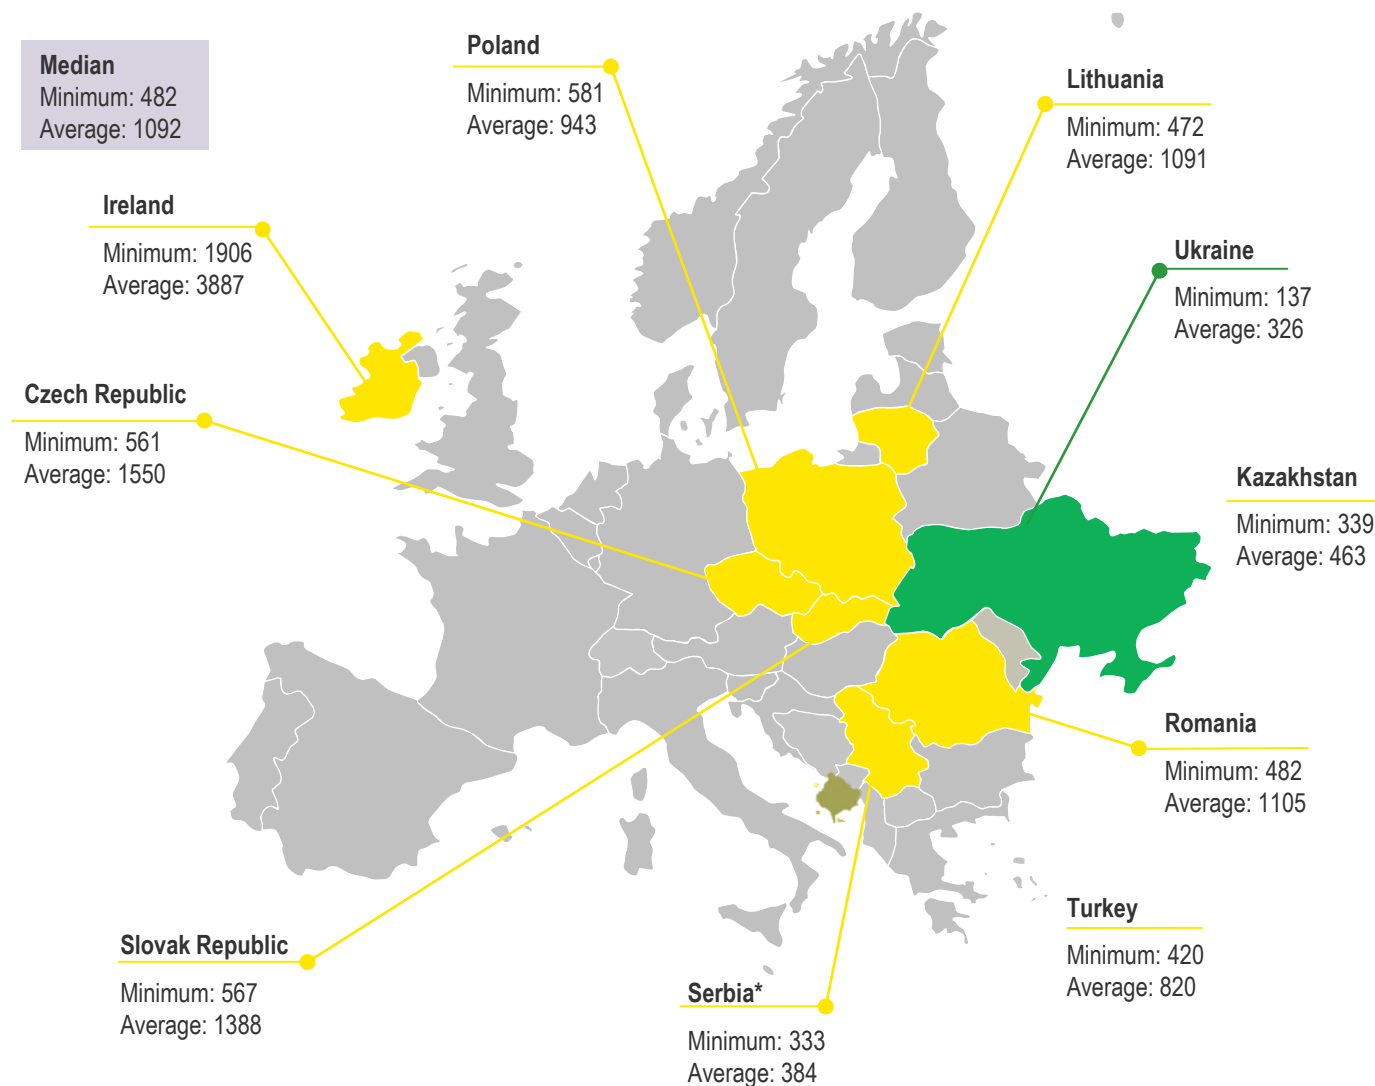 Median
Minimum: 482
Average: 1092
Poland
Minimum: 581
Average: 943
Lithuania
Minimum: 472
Average: 1091
Ireland
Minimum: 1906
Average: 3887
Ukraine
Minimum: 137
Average: 326
Czech Republic
Minimum: 561
Average: 1550
Kazakhstan
Minimum: 339
Average: 463
Romania
Minimum: 482
Average: 1105
Turkey
Minimum: 420
Average: 820
Slovak Republic
Minimum: 567
Average: 1388
Serbia*
Minimum: 333
Average: 384